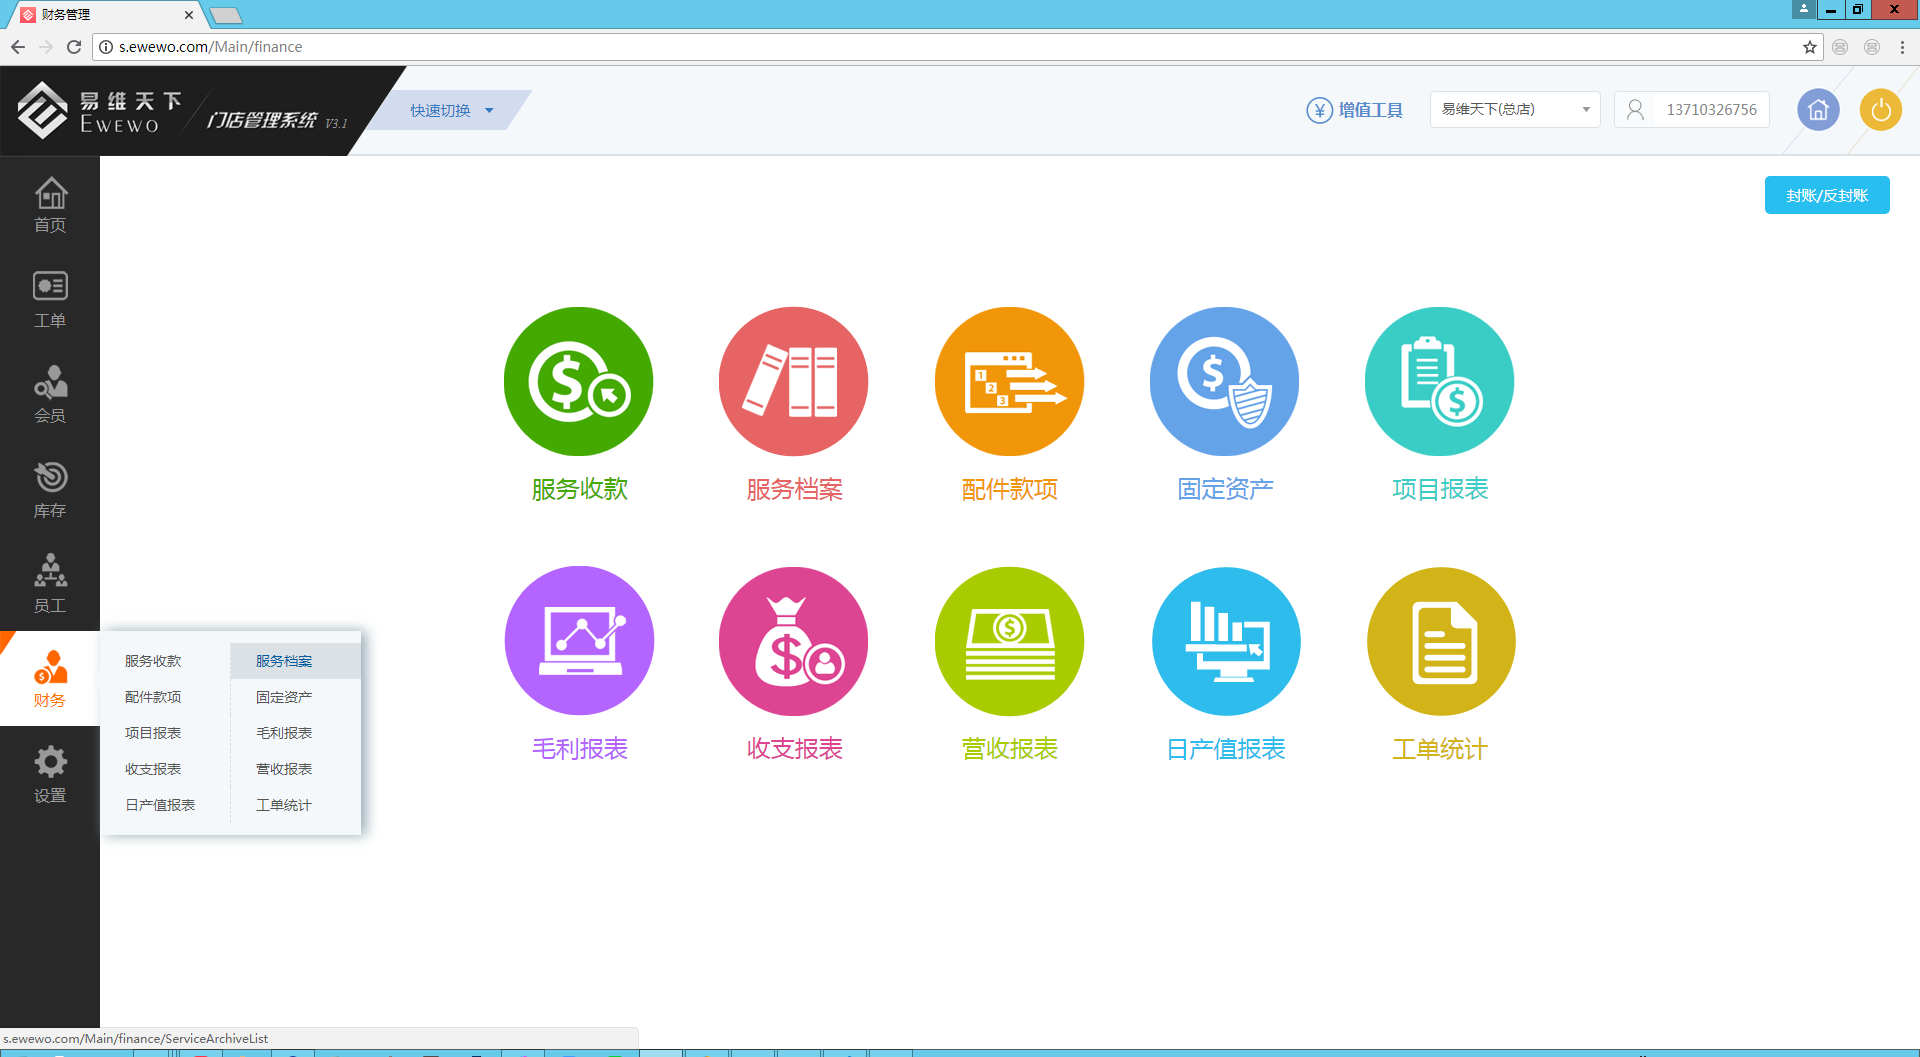 财务管理
s.ewewo.com/Main/finance
易维天下
EWEWO
门店管理系统 V3.1
快速切换
¥ 增值工具
易维天下(总店)
13710326756
封账/反封账
首页
工单
会员
库存
员工
财务
设置
服务收款
服务档案
配件款项
固定资产
项目报表
毛利报表
收支报表
营收报表
日产值报表
工单统计
$
服务收款
服务档案
1
2
3
配件款项
$
固定资产
$
项目报表
毛利报表
$
收支报表
$
营收报表
日产值报表
工单统计
s.ewewo.com/Main/finance/ServiceArchiveList